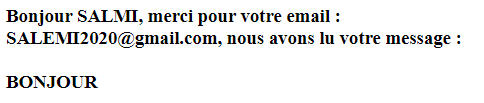 Bonjour SALMI, merci pour votre email :
SALEMI2020@gmail.com, nous avons lu votre message :
BONJOUR